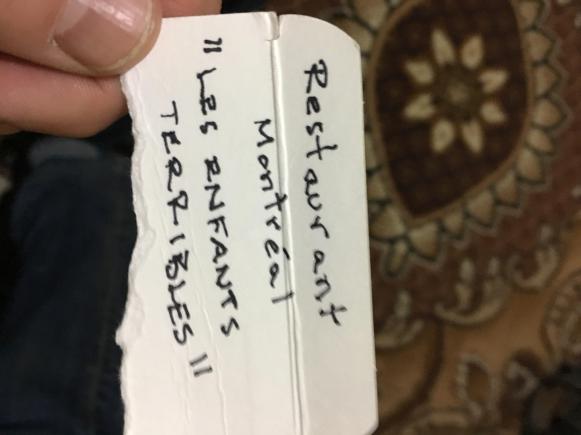 Restaurant
Montréal
"LES ENFANTS
TERRIBLES"